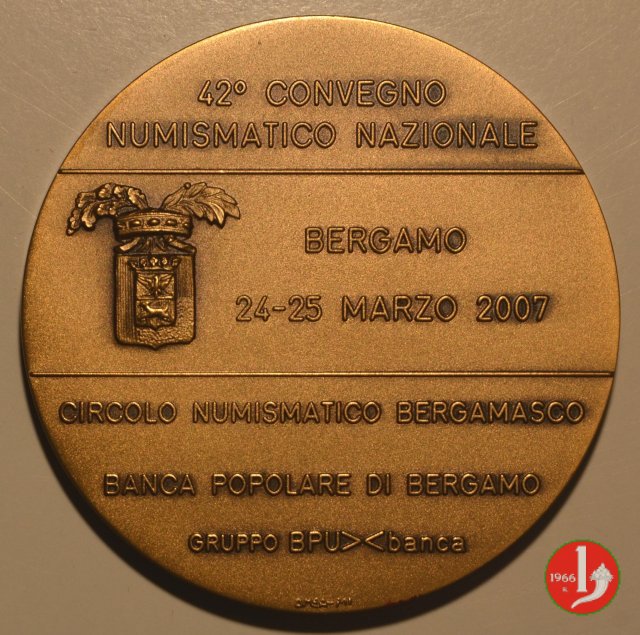 42° CONVEGNO
NUMISMATICO NAZIONALE
BERGAMO
24-25 MARZO 2007
CIRCOLO NUMISMATICO BERGAMASCO
BANCA POPOLARE DI BERGAMO
GRUPPO BPU><banca
1966
R.